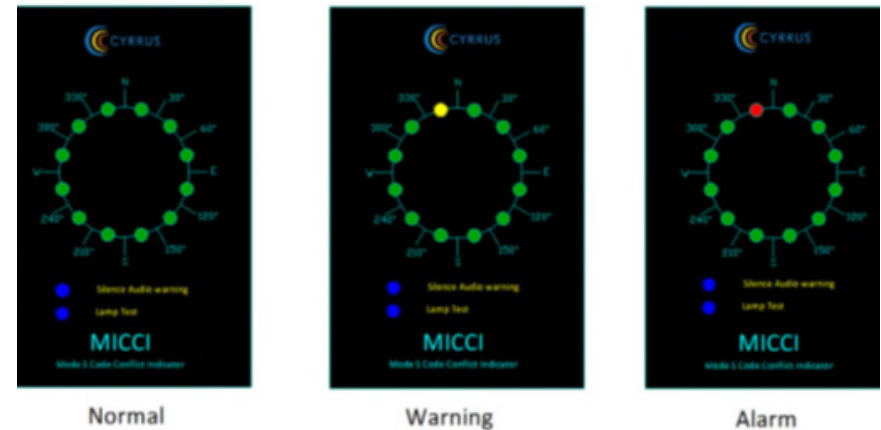 CYRRUS
N
330° 30°
300° 60°
W E
240° 120°
210° 150°
S
Silence Audio warning
Lamp Test
MICCI
Mode S Code Conflict Indicator
Normal
CYRRUS
N
330° 30°
300° 60°
W E
240° 120°
210° 150°
S
Silence Audio warning
Lamp Test
MICCI
Mode S Code Conflict Indicator
Warning
CYRRUS
N
330° 30°
300° 60°
W E
240° 120°
210° 150°
S
Silence Audio warning
Lamp Test
MICCI
Mode S Code Conflict Indicator
Alarm